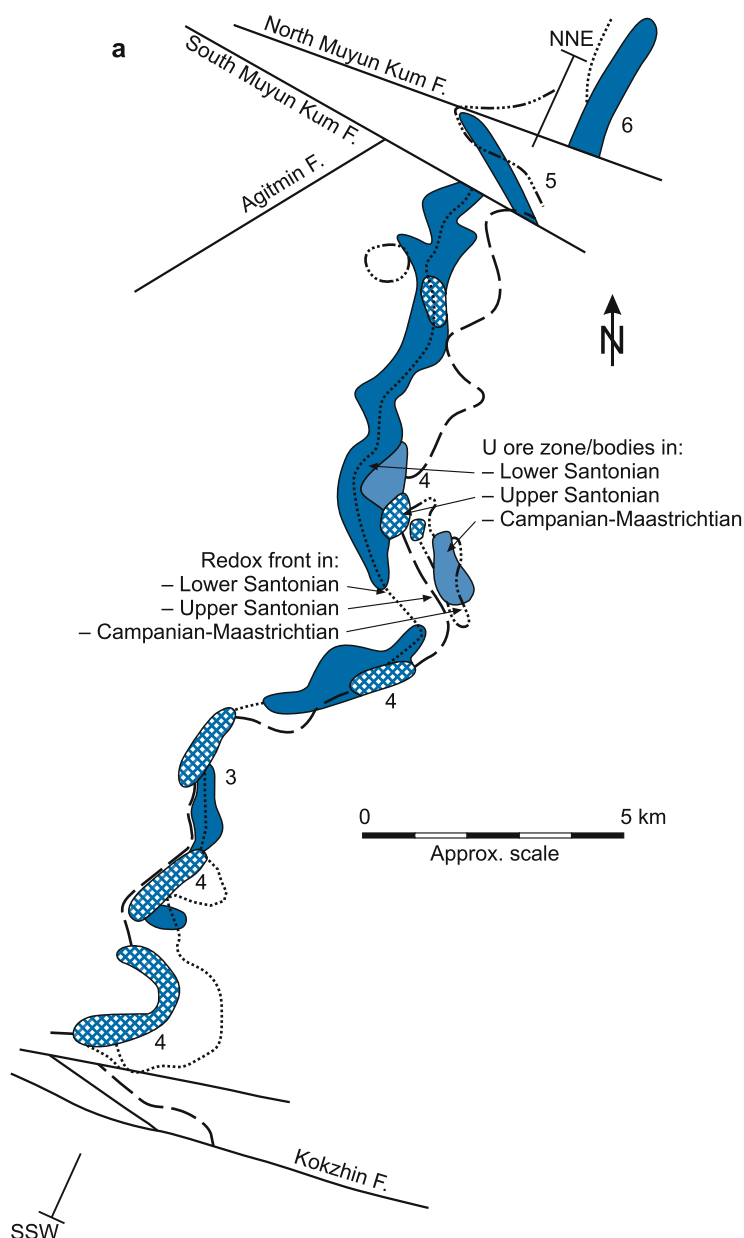 a
North Muyun Kum F.
NNE
South Muyun Kum F.
6
Agitmin F.
5
N
U ore zone/bodies in:
– Lower Santonian
4
– Upper Santonian
– Campanian-Maastrichtian
Redox front in:
– Lower Santonian
– Upper Santonian
– Campanian-Maastrichtian
4
3
0 5 km
Approx. scale
4
4
Kokzhin F.
SSW